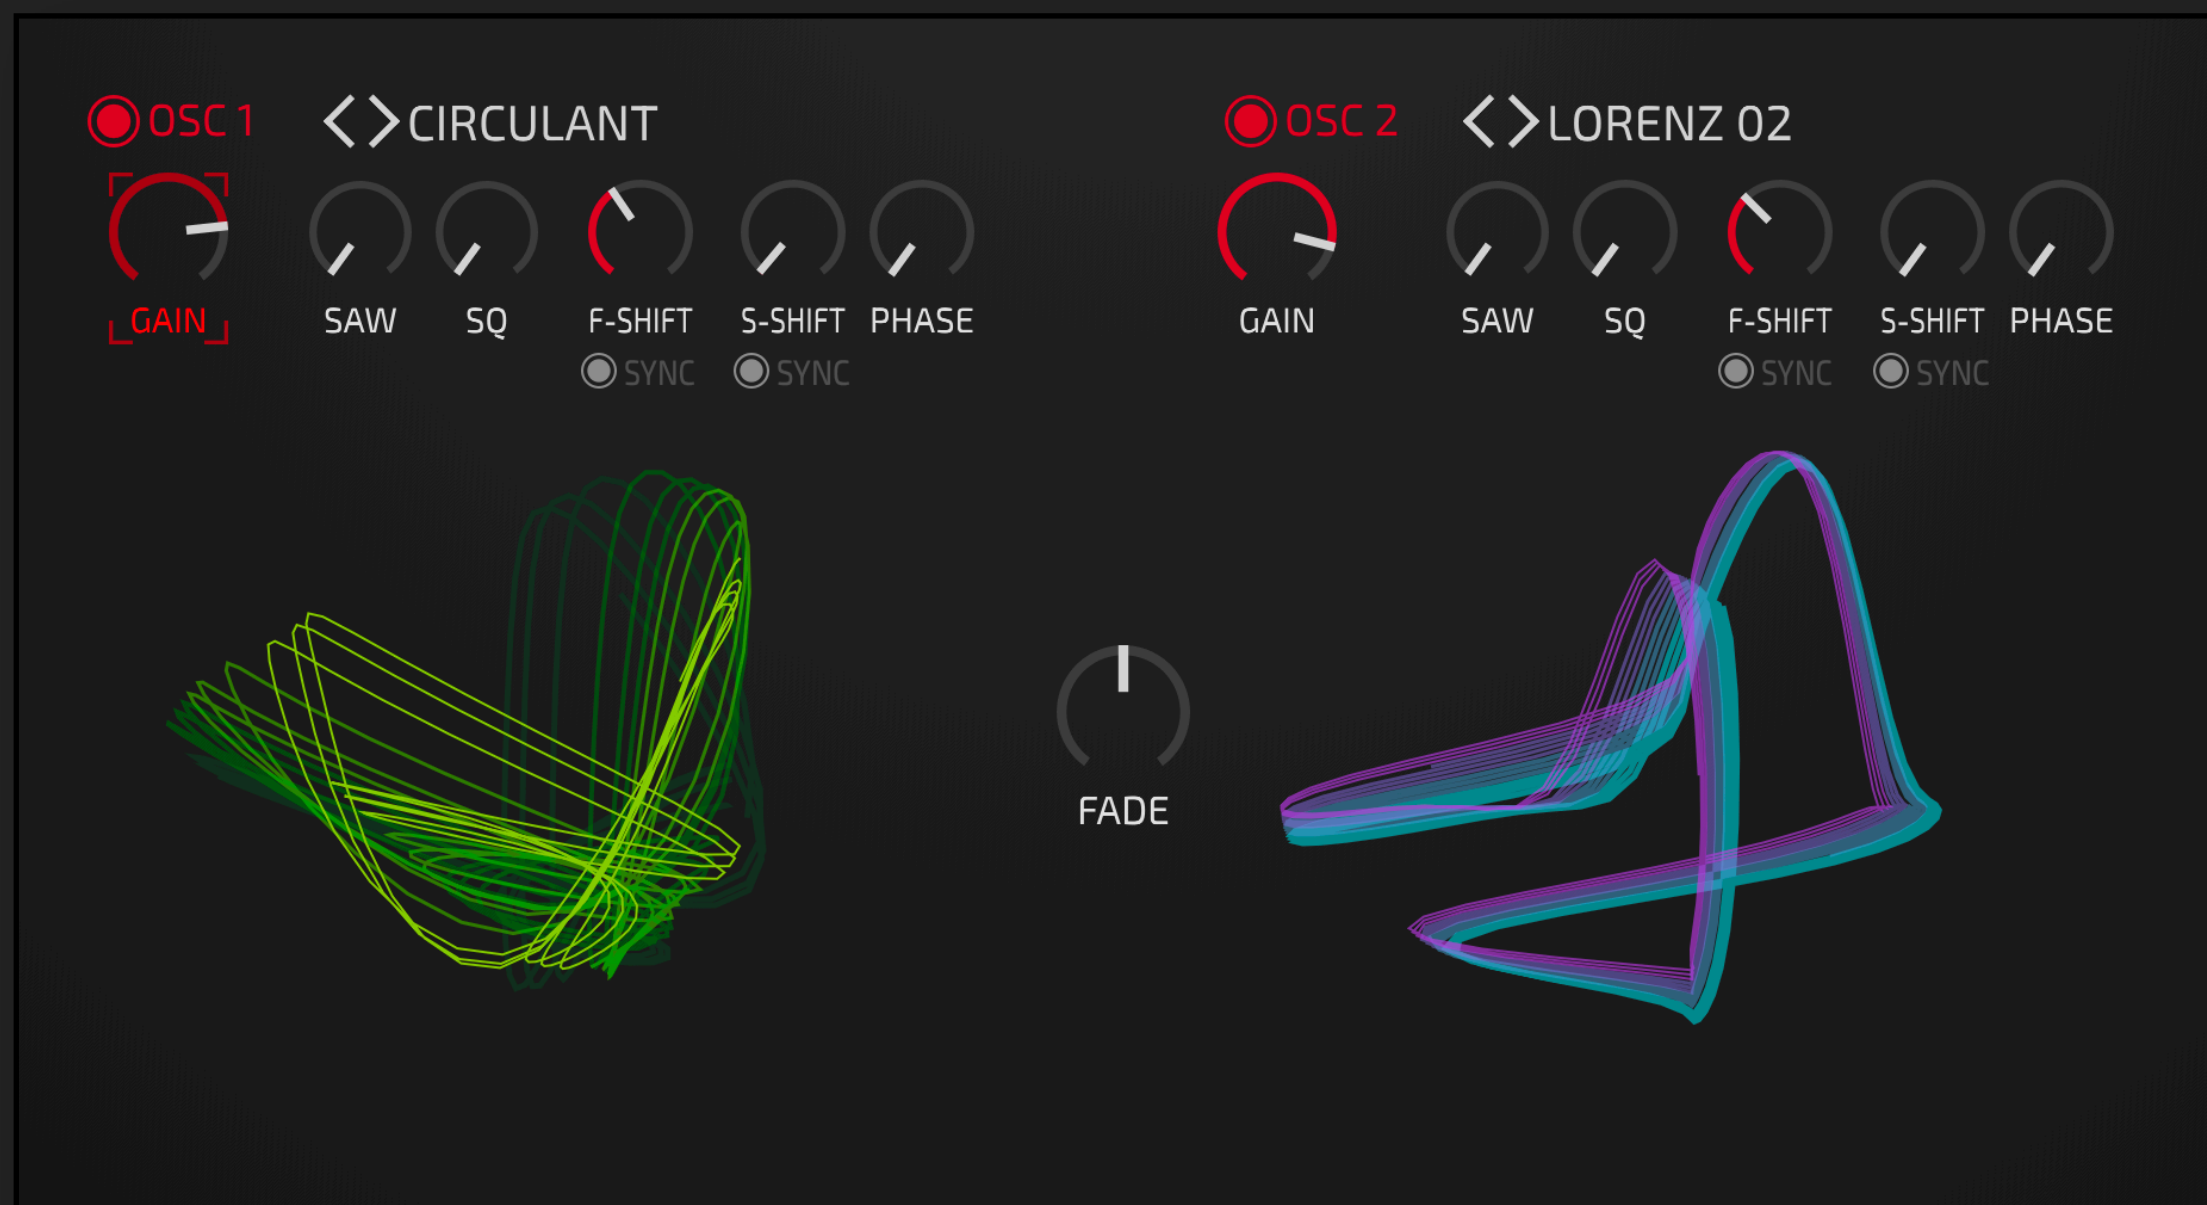 OSC 1 CIRCULANT
GAIN SAW SQ F-SHIFT S-SHIFT PHASE
SYNC SYNC
OSC 2 LORENZ 02
GAIN SAW SQ F-SHIFT S-SHIFT PHASE
SYNC SYNC
FADE